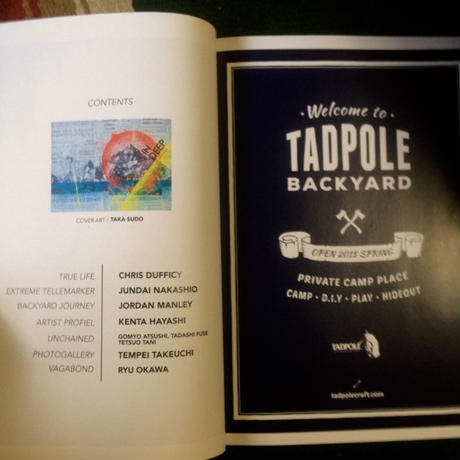 CONTENTS
IN
DEEP
COVER ART / TAKA SUDO
TRUE LIFE CHRIS DUFFICY
EXTREME TELLEMARKER JUNDAI NAKASHIO
BACKYARD JOURNEY JORDAN MANLEY
ARTIST PROFIEL KENTA HAYASHI
UNCHAINED GOMYO ATSUSHI, TADASHI FUSE
TETSUO TANI
PHOTOGALLERY TEMPEI TAKEUCHI
VAGABOND RYU OKAWA
· Welcome to ·
TADPOLE
BACKYARD
OPEN 2015 SPRING
PRIVATE CAMP PLACE
CAMP · D.I.Y · PLAY · HIDEOUT
TADPOLE
tadpolecraft.com